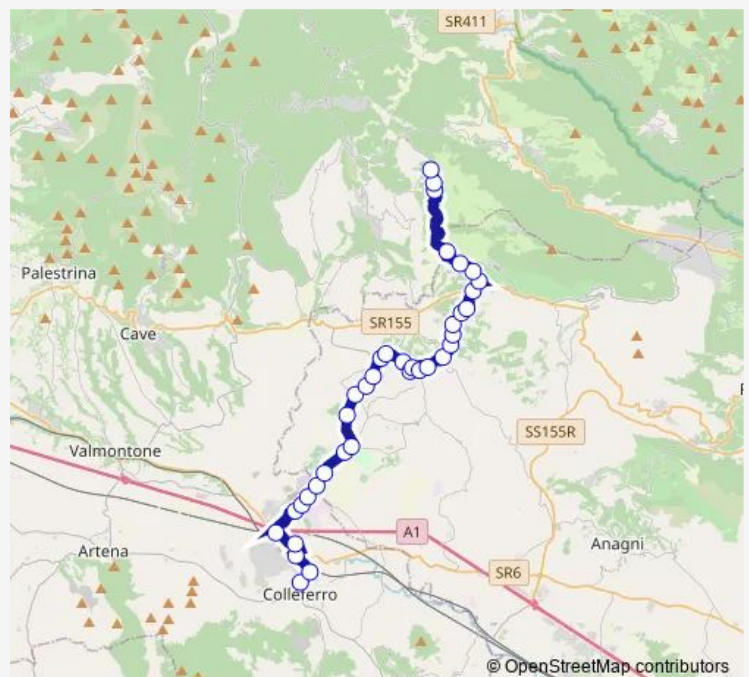 SR411
Palestrina
SR155
Cave
SS155R
Valmontone
A1
Anagni
Artena
SR6
Colleferro
© OpenStreetMap contributors